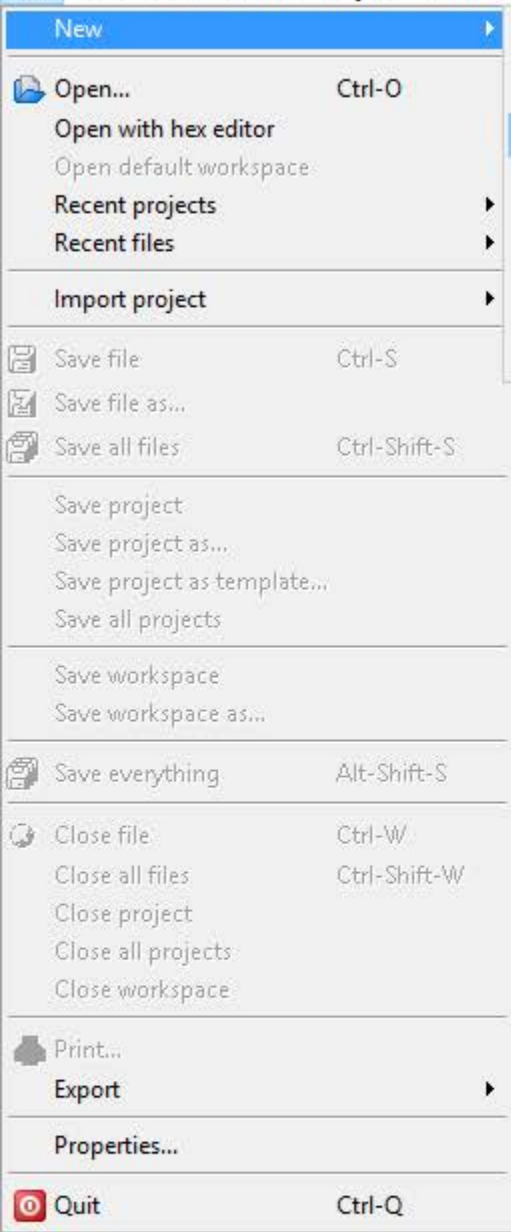 New
Open... Ctrl-O
Open with hex editor
Open default workspace
Recent projects
Recent files
Import project
Save file Ctrl-S
Save file as...
Save all files Ctrl-Shift-S
Save project
Save project as...
Save project as template...
Save all projects
Save workspace
Save workspace as...
Save everything Alt-Shift-S
Close file Ctrl-W
Close all files Ctrl-Shift-W
Close project
Close all projects
Close workspace
Print...
Export
Properties...
Quit Ctrl-Q